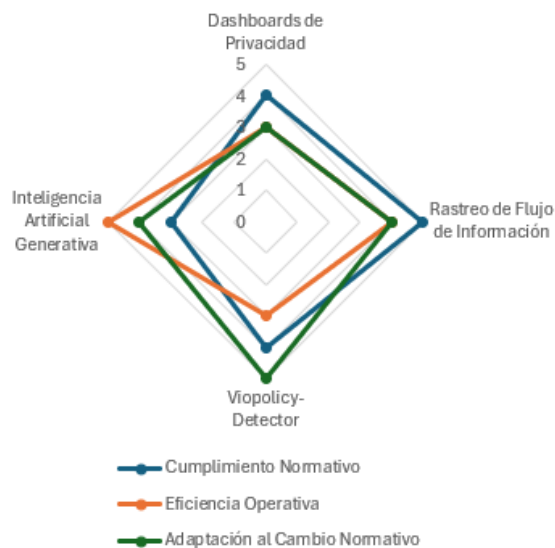 Dashboards de
Privacidad
5
4
3
2
1
0
Inteligencia
Artificial
Generativa
Rastreo de Flujo
de Información
Viopolicy-
Detector
Cumplimiento Normativo
Eficiencia Operativa
Adaptación al Cambio Normativo